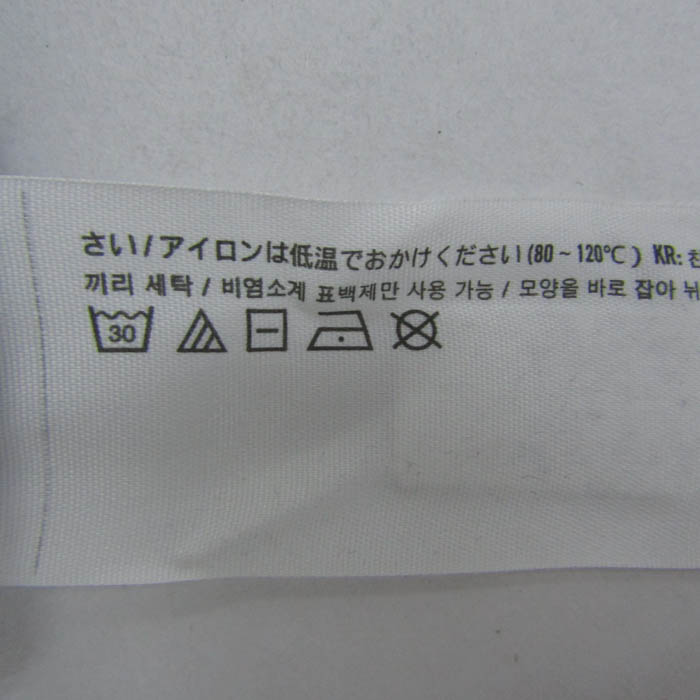 さい/アイロンは低温でおかけください(80~120℃) KR:
끼리 세탁 / 비염소계 표백제만 사용 가능 / 모양을 바로 잡아 뉘
30